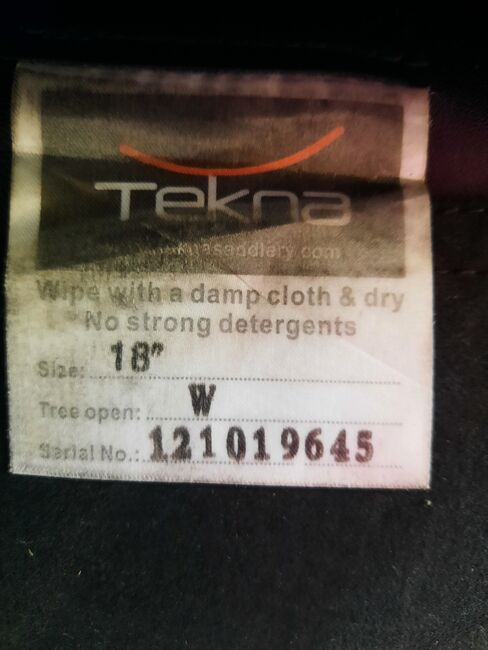 Tekna
Wipe with a damp cloth & dry
No strong detergents
Size: 18"
Tree open: W
Serial No.: 121019645